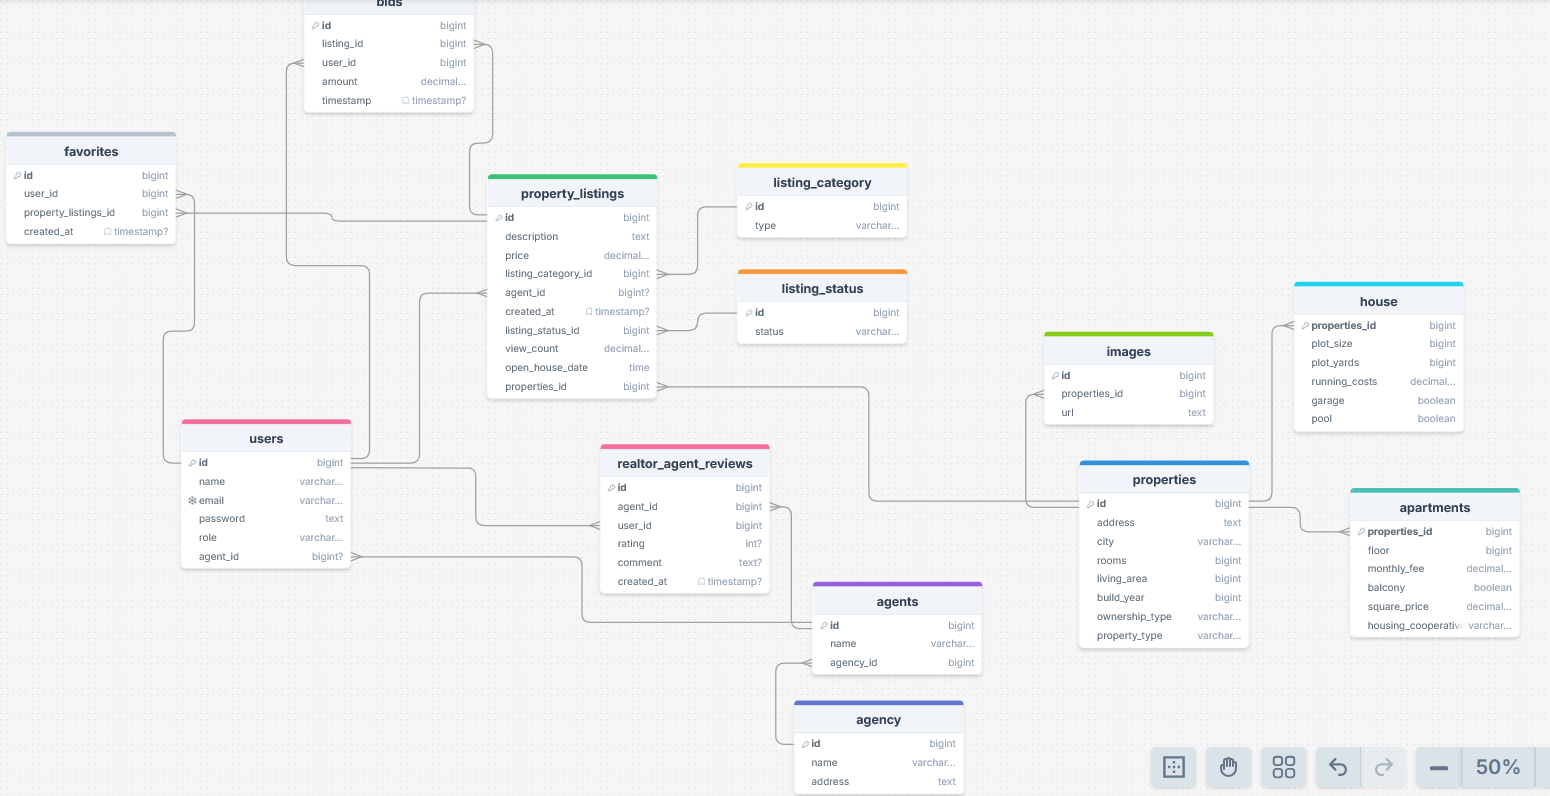 bids
id bigint
listing_id bigint
user_id bigint
amount decimal...
timestamp timestamp?
favorites
id bigint
user_id bigint
property_listings_id bigint
created_at timestamp?
property_listings
id bigint
description text
price decimal...
listing_category_id bigint
agent_id bigint?
created_at timestamp?
listing_status_id bigint
view_count decimal...
open_house_date time
properties_id bigint
listing_category
id bigint
type varchar...
listing_status
id bigint
status varchar...
house
properties_id bigint
plot_size bigint
plot_yards bigint
running_costs decimal...
garage boolean
pool boolean
images
id bigint
properties_id bigint
url text
users
id bigint
name varchar...
email varchar...
password text
role varchar...
agent_id bigint?
realtor_agent_reviews
id bigint
agent_id bigint
user_id bigint
rating int?
comment text?
created_at timestamp?
properties
id bigint
address text
city varchar...
rooms bigint
living_area bigint
build_year bigint
ownership_type varchar...
property_type varchar...
apartments
properties_id bigint
floor bigint
monthly_fee decimal...
balcony boolean
square_price decimal...
housing_cooperativ varchar...
agents
id bigint
name varchar...
agency_id bigint
agency
id bigint
name varchar...
address text
50%